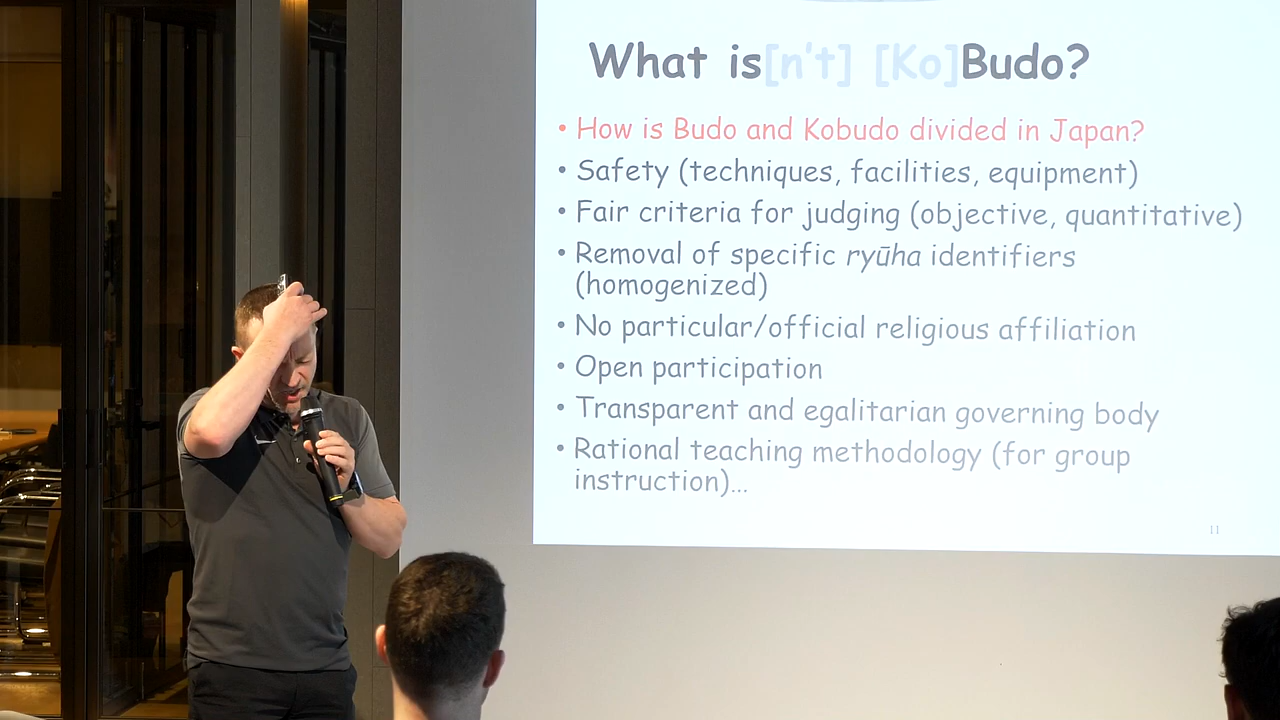 What is[n't] [Ko]Budo?
• How is Budo and Kobudo divided in Japan?
• Safety (techniques, facilities, equipment)
• Fair criteria for judging (objective, quantitative)
• Removal of specific ryūha identifiers
(homogenized)
• No particular/official religious affiliation
• Open participation
• Transparent and egalitarian governing body
• Rational teaching methodology (for group
instruction)…
11